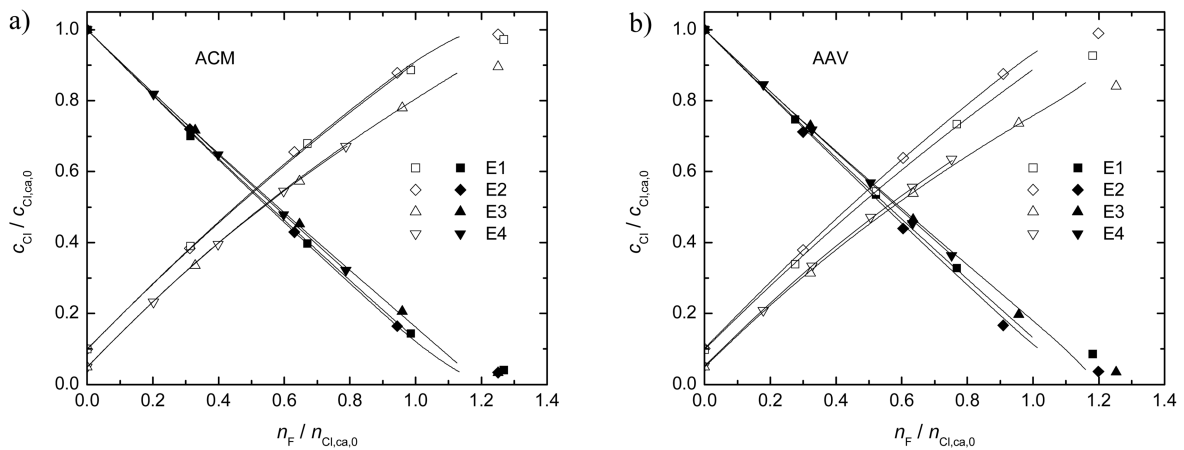 a)
ACM
1.0
0.8
0.6
0.4
0.2
0.0
c_Cl / c_Cl,ca,0
E1
E2
E3
E4
0.0 0.2 0.4 0.6 0.8 1.0 1.2 1.4
n_F / n_Cl,ca,0
b)
AAV
1.0
0.8
0.6
0.4
0.2
0.0
c_Cl / c_Cl,ca,0
E1
E2
E3
E4
0.0 0.2 0.4 0.6 0.8 1.0 1.2 1.4
n_F / n_Cl,ca,0